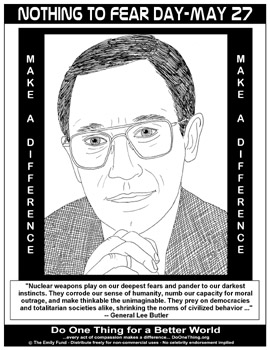 NOTHING TO FEAR DAY-MAY 27
MAKE A DIFFERENCE
MAKE A DIFFERENCE
"Nuclear weapons play on our deepest fears and pander to our darkest
instincts. They corrode our sense of humanity, numb our capacity for
moral outrage, and make thinkable the unimaginable. They prey on democracies
and totalitarian societies alike, shrinking the norms of civilized behavior ..."
-- General Lee Butler
Do One Thing for a Better World
...every act of compassion makes a difference... DoOneThing.org
© The Emily Fund - Distribute freely for non-commercial uses - No celebrity endorsement implied